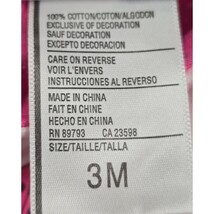 100% COTTON/COTON/ALGODON
EXCLUSIVE OF DECORATION
SAUF DECORATION
EXCEPTO DECORACION
CARE ON REVERSE
VOIR L'ENVERS
INSTRUCCIONES AL REVERSO
MADE IN CHINA
FAIT EN CHINE
HECHO EN CHINA
RN 89793 CA 23598
SIZE/TAILLE/TALLA
3M